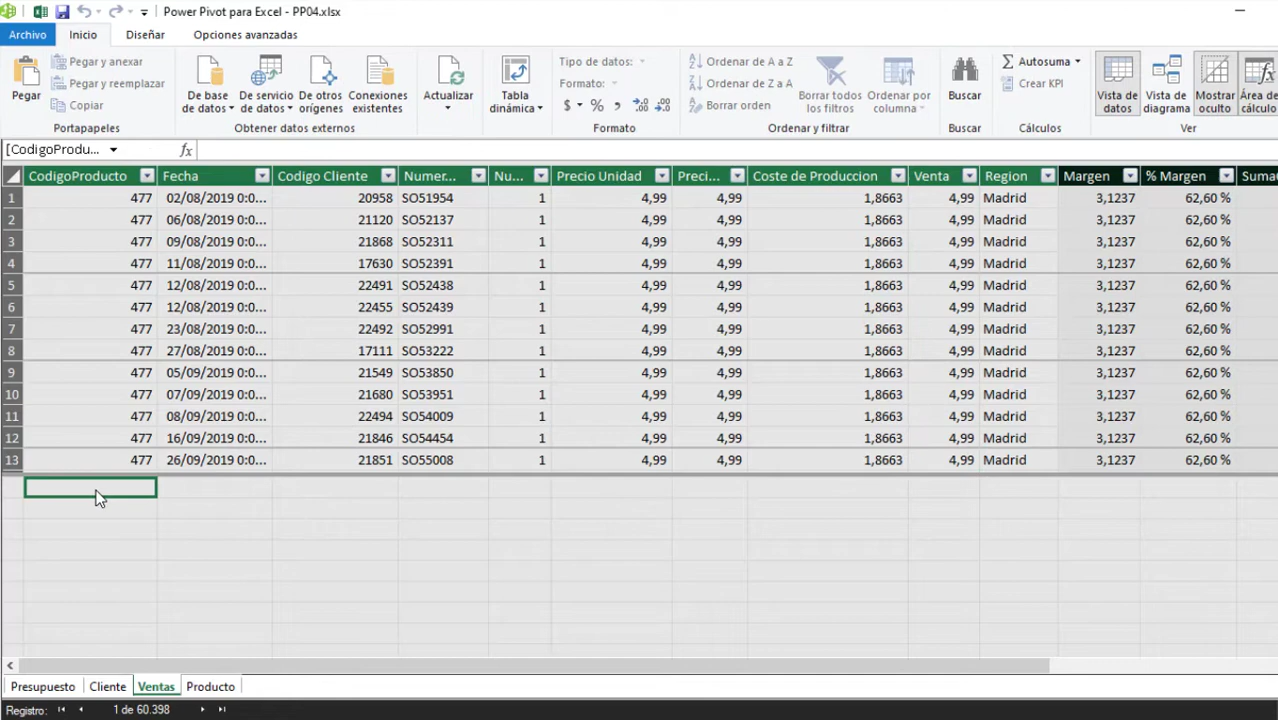 Power Pivot para Excel - PP04.xlsx
Archivo Inicio Diseñar Opciones avanzadas
Pegar
Pegar y anexar
Pegar y reemplazar
Copiar
Portapapeles
De base de datos
De servicio de datos
De otros orígenes
Conexiones existentes
Obtener datos externos
Actualizar
Tabla dinámica
Tipo de datos:
Formato:
$ % ,
Formato
Ordenar de A a Z
Ordenar de Z a A
Borrar orden
Borrar todos los filtros
Ordenar por columna
Ordenar y filtrar
Buscar
Buscar
Autosuma
Crear KPI
Cálculos
Vista de datos
Vista de diagrama
Mostrar oculto
Área de cálculo
Ver
[CodigoProdu... fx
CodigoProducto Fecha Codigo Cliente Numer... Nu... Precio Unidad Preci... Coste de Produccion Venta Region Margen % Margen
1 477 02/08/2019 0:0... 20958 SO51954 1 4,99 4,99 1,8663 4,99 Madrid 3,1237 62,60 %
2 477 06/08/2019 0:0... 21120 SO52137 1 4,99 4,99 1,8663 4,99 Madrid 3,1237 62,60 %
3 477 09/08/2019 0:0... 21868 SO52311 1 4,99 4,99 1,8663 4,99 Madrid 3,1237 62,60 %
4 477 11/08/2019 0:0... 17630 SO52391 1 4,99 4,99 1,8663 4,99 Madrid 3,1237 62,60 %
5 477 12/08/2019 0:0... 22491 SO52438 1 4,99 4,99 1,8663 4,99 Madrid 3,1237 62,60 %
6 477 12/08/2019 0:0... 22455 SO52439 1 4,99 4,99 1,8663 4,99 Madrid 3,1237 62,60 %
7 477 23/08/2019 0:0... 22492 SO52991 1 4,99 4,99 1,8663 4,99 Madrid 3,1237 62,60 %
8 477 27/08/2019 0:0... 17111 SO53222 1 4,99 4,99 1,8663 4,99 Madrid 3,1237 62,60 %
9 477 05/09/2019 0:0... 21549 SO53850 1 4,99 4,99 1,8663 4,99 Madrid 3,1237 62,60 %
10 477 07/09/2019 0:0... 21680 SO53951 1 4,99 4,99 1,8663 4,99 Madrid 3,1237 62,60 %
11 477 08/09/2019 0:0... 22494 SO54009 1 4,99 4,99 1,8663 4,99 Madrid 3,1237 62,60 %
12 477 16/09/2019 0:0... 21846 SO54454 1 4,99 4,99 1,8663 4,99 Madrid 3,1237 62,60 %
13 477 26/09/2019 0:0... 21851 SO55008 1 4,99 4,99 1,8663 4,99 Madrid 3,1237 62,60 %
Presupuesto Cliente Ventas Producto
Registro: 1 de 60.398